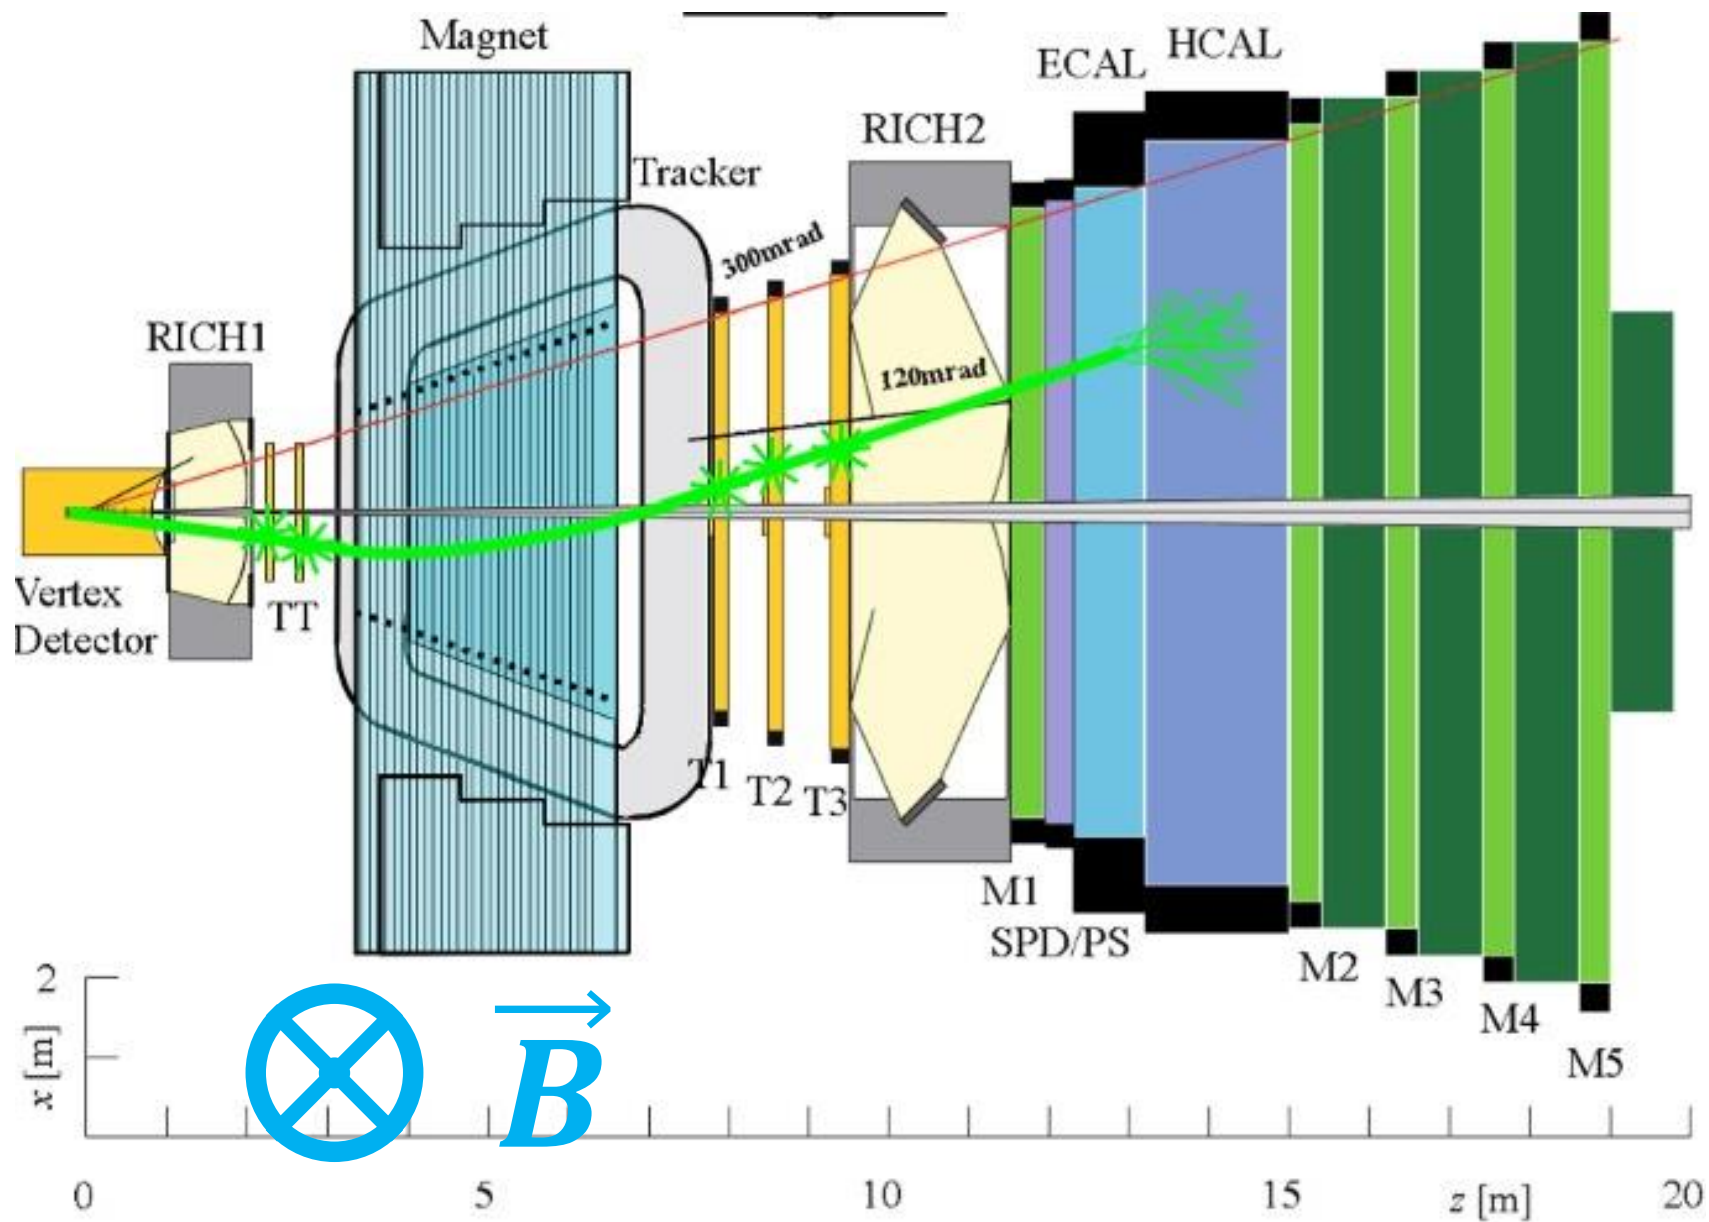 Magnet
ECAL
HCAL
RICH2
Tracker
300mrad
RICH1
120mrad
Vertex
Detector
TT
T1
T2
T3
M1
SPD/PS
M2
M3
M4
M5
2
x [m]
B
0
5
10
15
z [m]
20